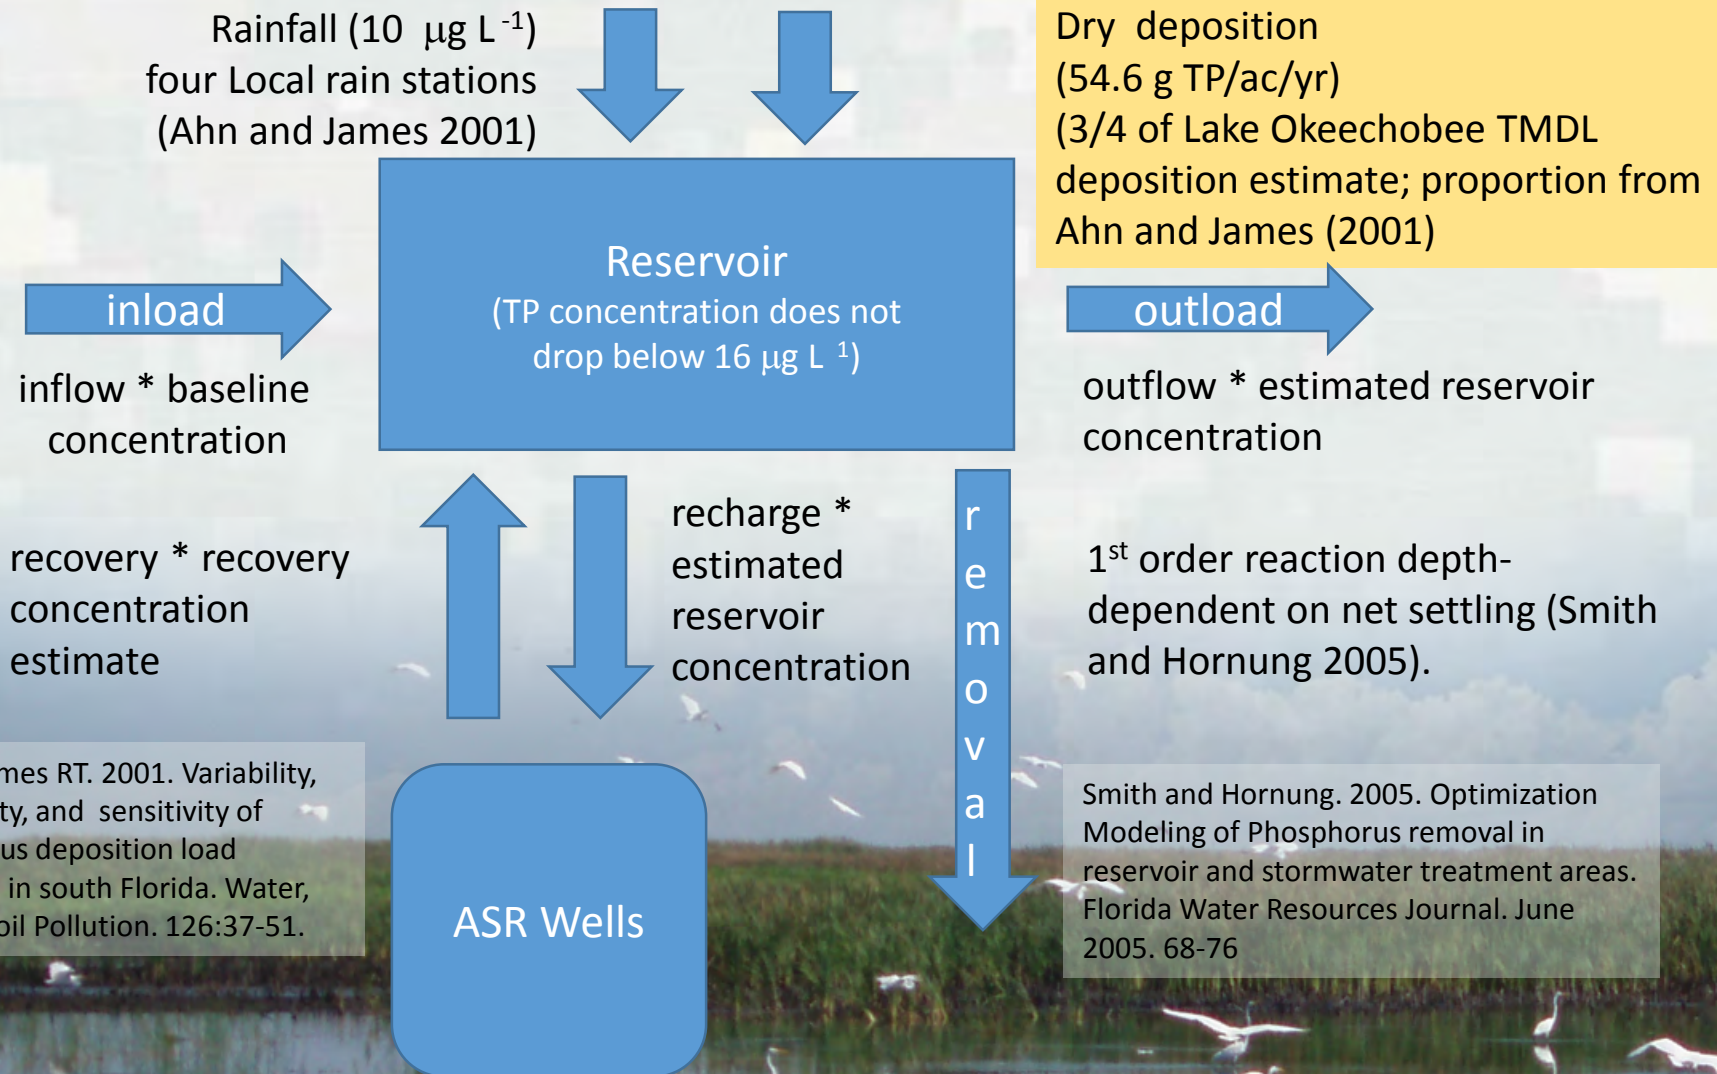 Rainfall (10 μg L -1)
four Local rain stations
(Ahn and James 2001)
Dry deposition
(54.6 g TP/ac/yr)
(3/4 of Lake Okeechobee TMDL
deposition estimate; proportion from
Ahn and James (2001)
Reservoir
(TP concentration does not
drop below 16 μg L 1)
inload
inflow * baseline
concentration
outload
outflow * estimated reservoir
concentration
recovery * recovery
concentration
estimate
recharge *
estimated
reservoir
concentration
r
e
m
o
v
a
l
1st order reaction depth-
dependent on net settling (Smith
and Hornung 2005).
mes RT. 2001. Variability,
ty, and sensitivity of
us deposition load
in south Florida. Water,
oil Pollution. 126:37-51.
ASR Wells
Smith and Hornung. 2005. Optimization
Modeling of Phosphorus removal in
reservoir and stormwater treatment areas.
Florida Water Resources Journal. June
2005. 68-76